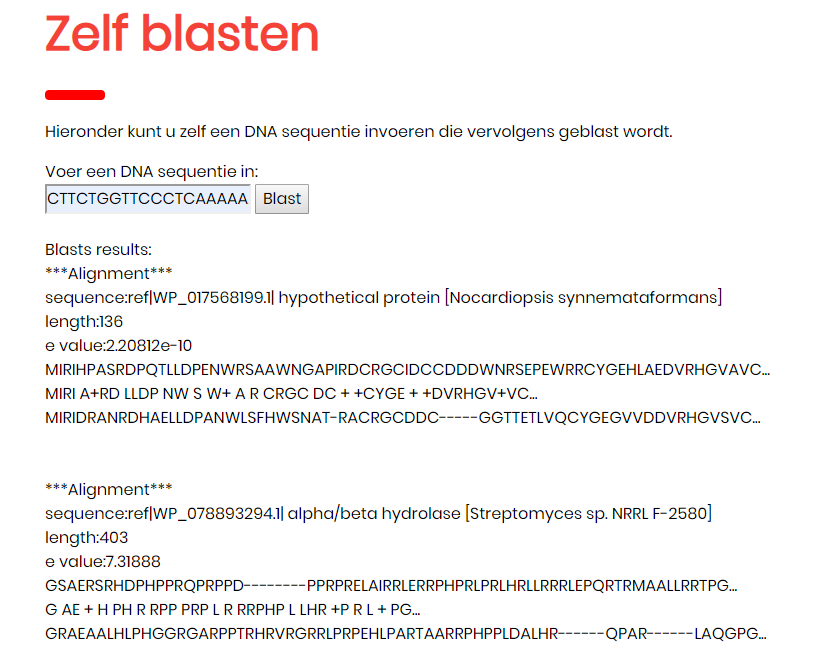 Zelf blasten
Hieronder kunt u zelf een DNA sequentie invoeren die vervolgens geblast wordt.
Voer een DNA sequentie in:
CTTCTGGTTCCCTCAAAAA Blast
Blasts results:
***Alignment***
sequence:ref|WP_017568199.1| hypothetical protein [Nocardiopsis synnemataformans]
length:136
e value:2.20812e-10
MIRIHPASRDPQTLLDPENWRSAAWNGAPIRDCRGCIDCCDDDWNRSEPEWRRCYGEHLAEDVRHGVAVC...
MIRI A+RD LLDP NW S W+ A R CRGC DC + +CYGE + +DVRHGV+VC...
MIRIDRANRDHAELLDPANWLSFHWSNAT-RACRGCDDC-----GGTTETLVQCYGEGVVDDVRHGVSVC...
***Alignment***
sequence:ref|WP_078893294.1| alpha/beta hydrolase [Streptomyces sp. NRRL F-2580]
length:403
e value:7.31888
GSAERSRHDPHPPRQPRPPD--------PPRPRELAIRRLERRPHPRLPRLHRLLRRRLEPQRTRMAALLRRTPG...
G AE + H PH R RPP PRP L R RRPHP L LHR +P R L + PG...
GRAEAALHLPHGGRGARPPTRHRVRGRRLPRPEHLPARTAARRPHPPLDALHR------QPAR------LAQGPG...